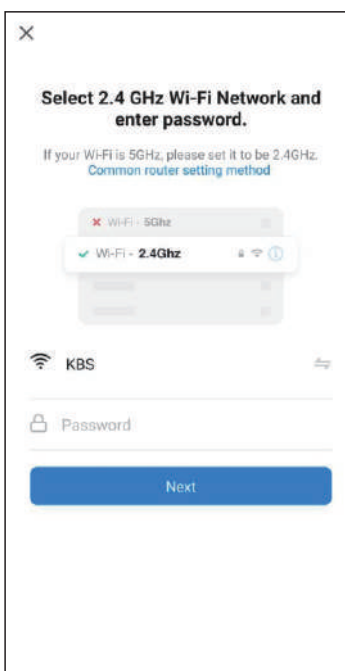 Select 2.4 GHz Wi-Fi Network and
enter password.
If your Wi-Fi is 5GHz, please set it to be 2.4GHz.
Common router setting method
Wi-Fi - 5Ghz
Wi-Fi - 2.4Ghz
KBS
Password
Next